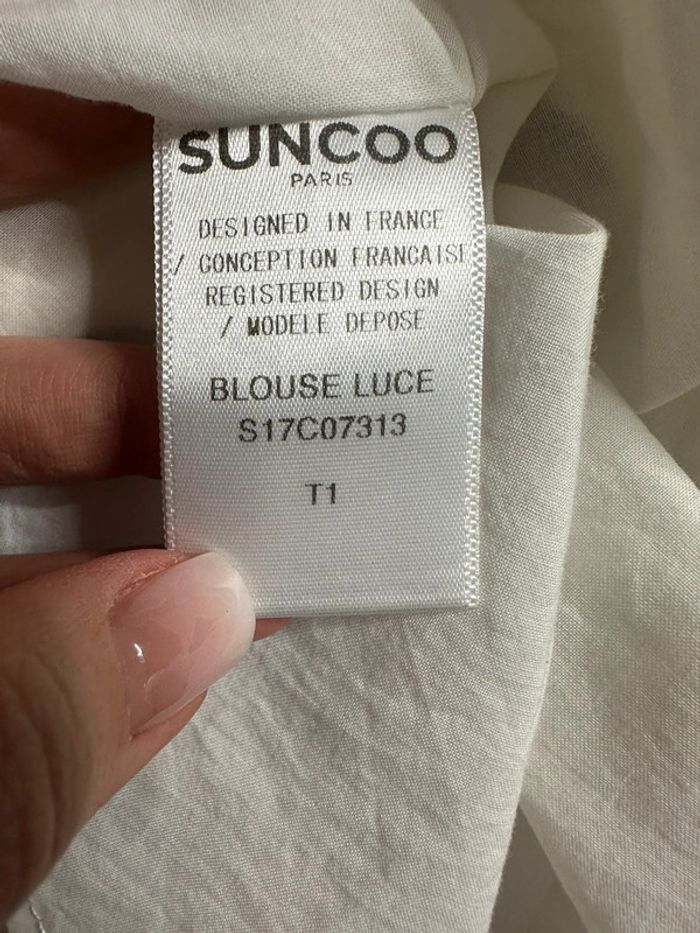 SUNCOO
PARIS
DESIGNED IN FRANCE
/ CONCEPTION FRANCAISE
REGISTERED DESIGN
/ MODELE DEPOSE
BLOUSE LUCE
S17C07313
T1